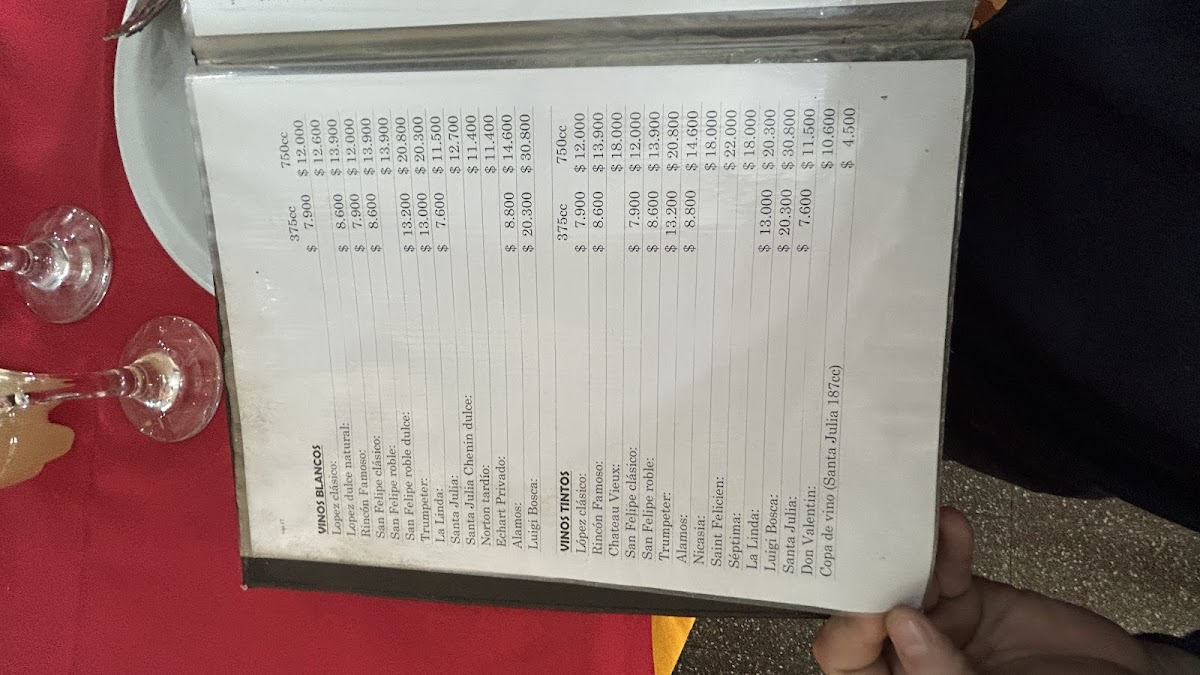 VINOS BLANCOS 375cc 750cc
Lopez clásico: $ 7.900 $ 12.000
Lopez dulce natural: $ 12.600
Rincón Famoso: $ 8.600 $ 13.900
San Felipe clásico: $ 7.900 $ 12.000
San Felipe roble: $ 8.600 $ 13.900
San Felipe roble dulce: $ 13.900
Trumpeter: $ 13.200 $ 20.800
La Linda: $ 13.000 $ 20.300
Santa Julia: $ 7.600 $ 11.500
Santa Julia Chenin dulce: $ 12.700
Norton tardío: $ 11.400
Echart Privado: $ 11.400
Alamos: $ 8.800 $ 14.600
Luigi Bosca: $ 20.300 $ 30.800
VINOS TINTOS 375cc 750cc
López clásico: $ 7.900 $ 12.000
Rincón Famoso: $ 8.600 $ 13.900
Chateau Vieux: $ 18.000
San Felipe clásico: $ 7.900 $ 12.000
San Felipe roble: $ 8.600 $ 13.900
Trumpeter: $ 13.200 $ 20.800
Alamos: $ 8.800 $ 14.600
Nicasia: $ 18.000
Saint Felicien: $ 22.000
Séptima: $ 18.000
La Linda: $ 13.000 $ 20.300
Luigi Bosca: $ 20.300 $ 30.800
Santa Julia: $ 7.600 $ 11.500
Don Valentín: $ 10.600
Copa de vino (Santa Julia 187cc) $ 4.500